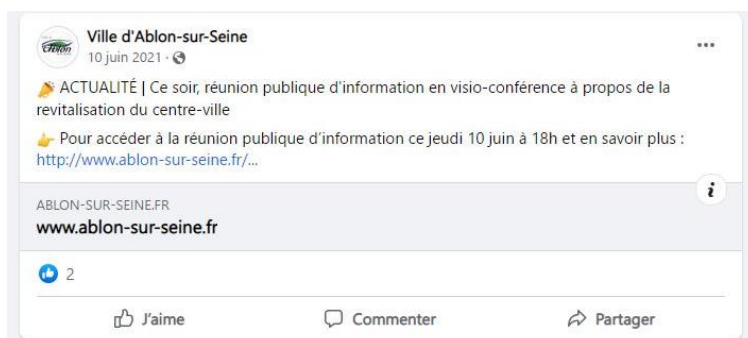 Ville d'Ablon-sur-Seine
10 juin 2021 ·
ACTUALITÉ | Ce soir, réunion publique d'information en visio-conférence à propos de la
revitalisation du centre-ville
Pour accéder à la réunion publique d'information ce jeudi 10 juin à 18h et en savoir plus :
http://www.ablon-sur-seine.fr/...
ABLON-SUR-SEINE.FR
www.ablon-sur-seine.fr
2
J'aime
Commenter
Partager